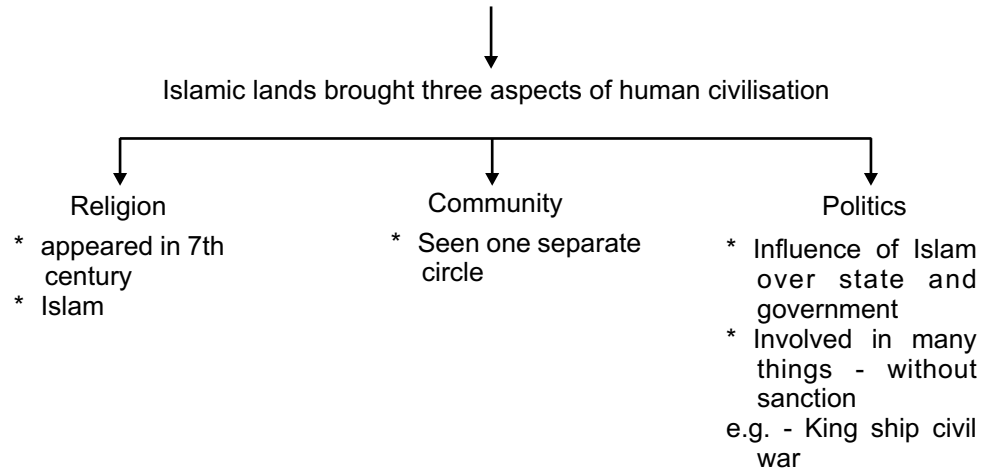 Islamic lands brought three aspects of human civilisation
Religion
* appeared in 7th
century
* Islam
Community
* Seen one separate
circle
Politics
* Influence of Islam
over state and
government
* Involved in many
things - without
sanction
e.g. - King ship civil
war